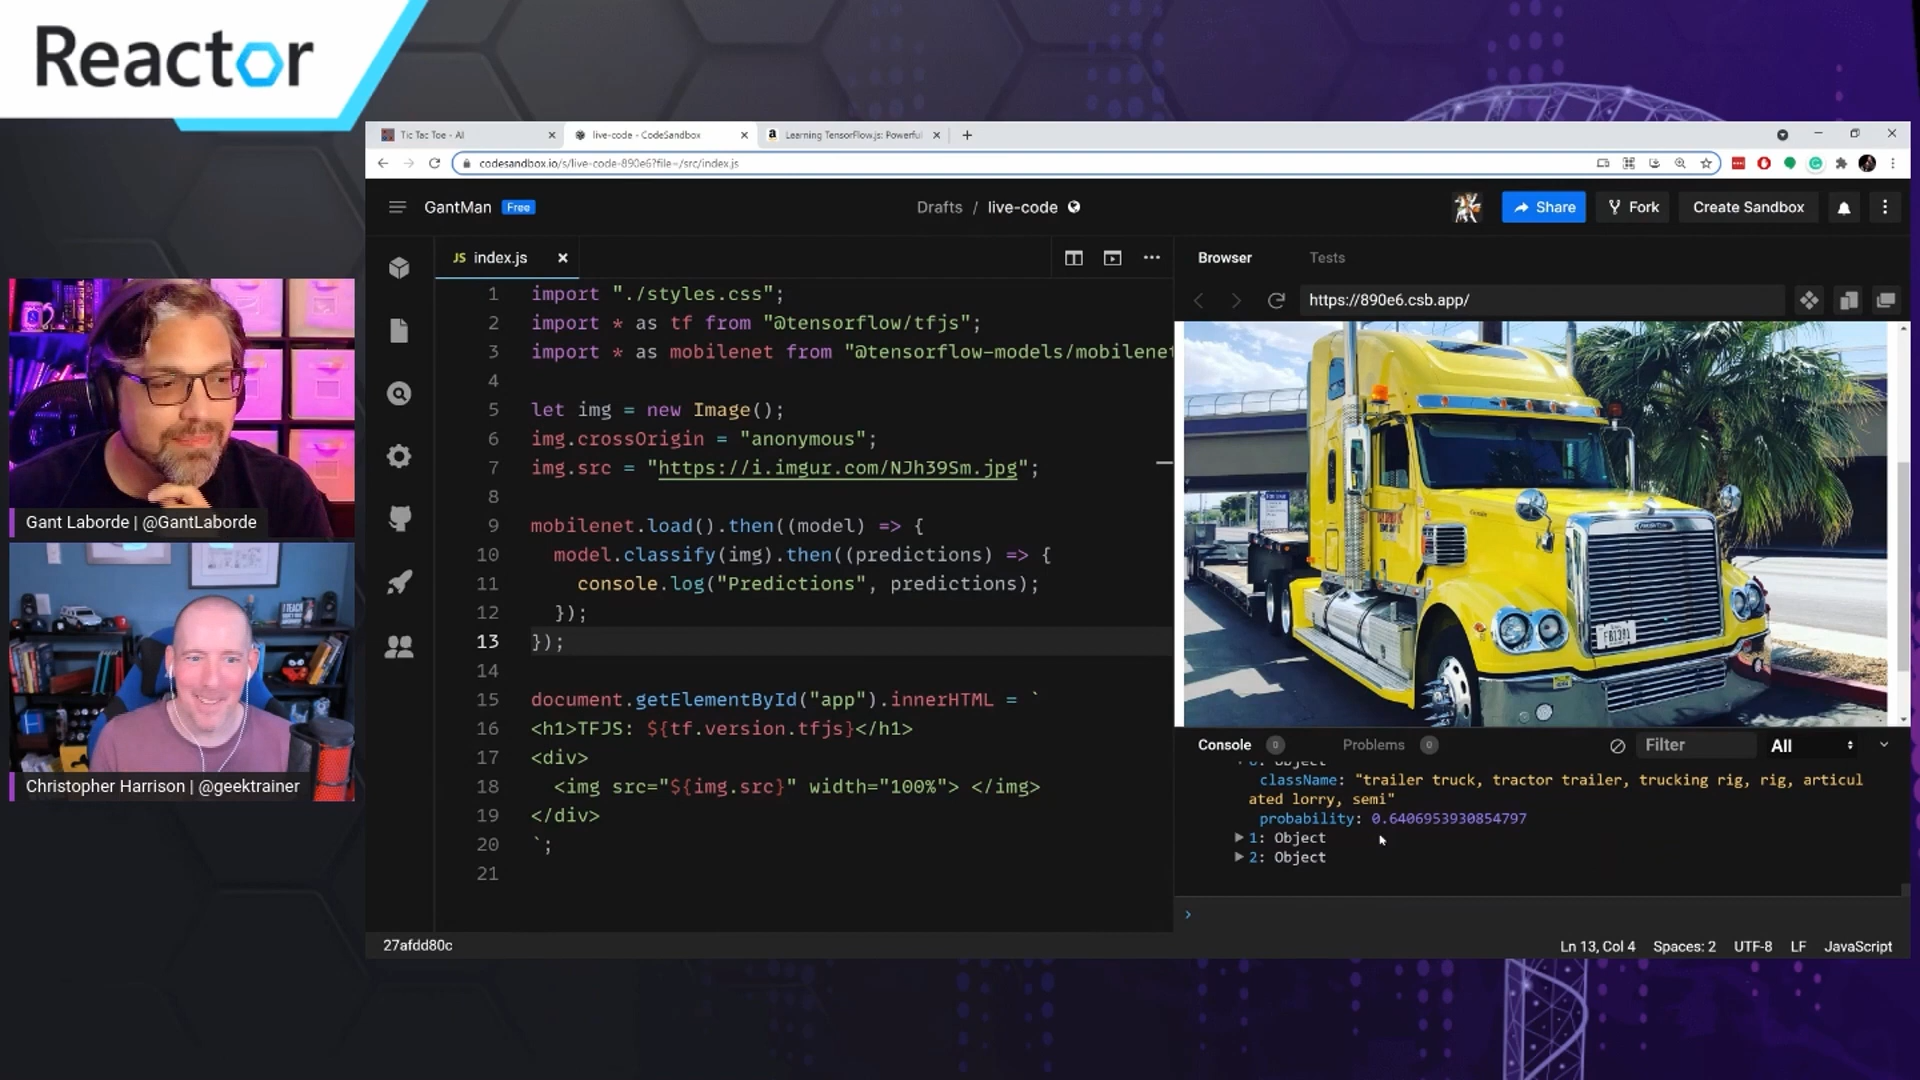 Reactor
Tic Tac Toe - AI
live-code - CodeSandbox
Learning TensorFlow.js: Powerful
codesandbox.io/s/live-code-890e6?file=/src/index.js
GantMan Free
Drafts / live-code
Share
Fork
Create Sandbox
JS index.js
Browser
Tests
https://890e6.csb.app/
1 import "./styles.css";
2 import * as tf from "@tensorflow/tfjs";
3 import * as mobilenet from "@tensorflow-models/mobilenet
4
5 let img = new Image();
6 img.crossOrigin = "anonymous";
7 img.src = "https://i.imgur.com/NJh39Sm.jpg";
8
9 mobilenet.load().then((model) => {
10 model.classify(img).then((predictions) => {
11 console.log("Predictions", predictions);
12 });
13 });
14
15 document.getElementById("app").innerHTML = `
16 <h1>TFJS: ${tf.version.tfjs}</h1>
17 <div>
18 <img src="${img.src}" width="100%"> </img>
19 </div>
20 `;
21
Gant Laborde | @GantLaborde
Christopher Harrison | @geektrainer
Console 0
Problems 0
Filter
All
0: Object
className: "trailer truck, tractor trailer, trucking rig, rig, articul
ated lorry, semi"
probability: 0.6406953930854797
1: Object
2: Object
27afdd80c
Ln 13, Col 4
Spaces: 2
UTF-8
LF
JavaScript